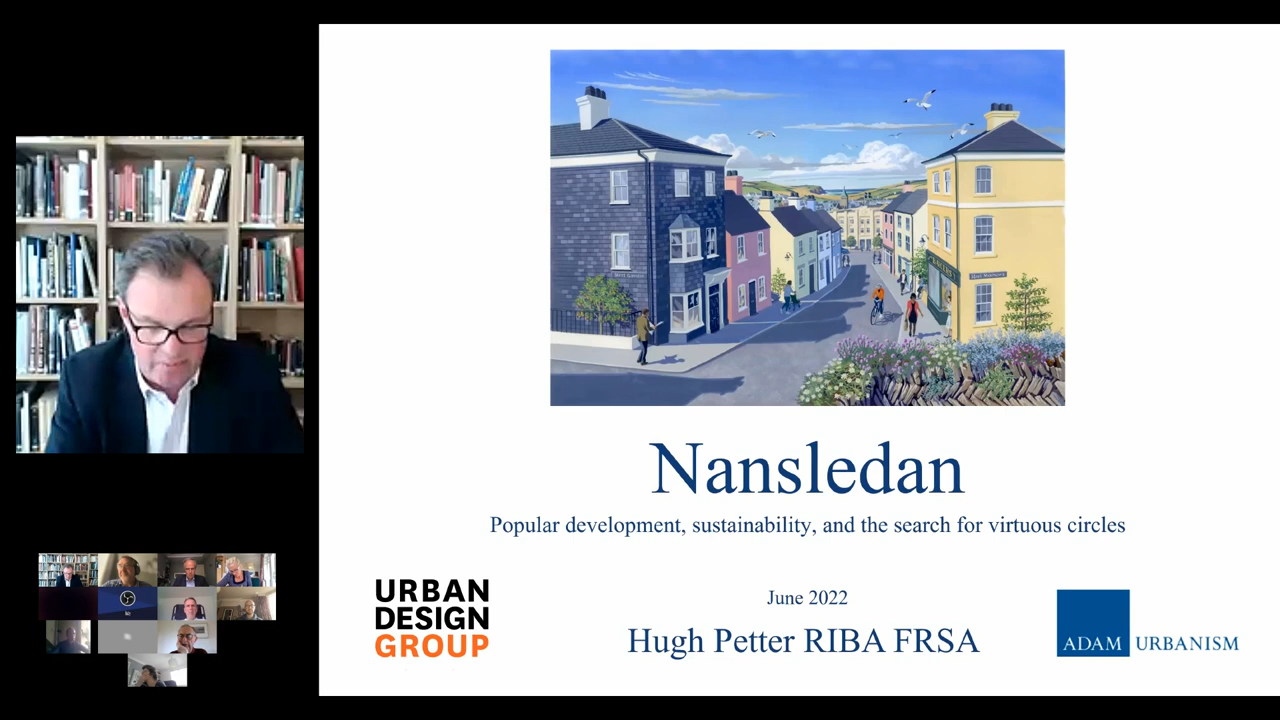 Nansledan
Popular development, sustainability, and the search for virtuous circles
URBAN
DESIGN
GROUP
June 2022
Hugh Petter RIBA FRSA
ADAM URBANISM